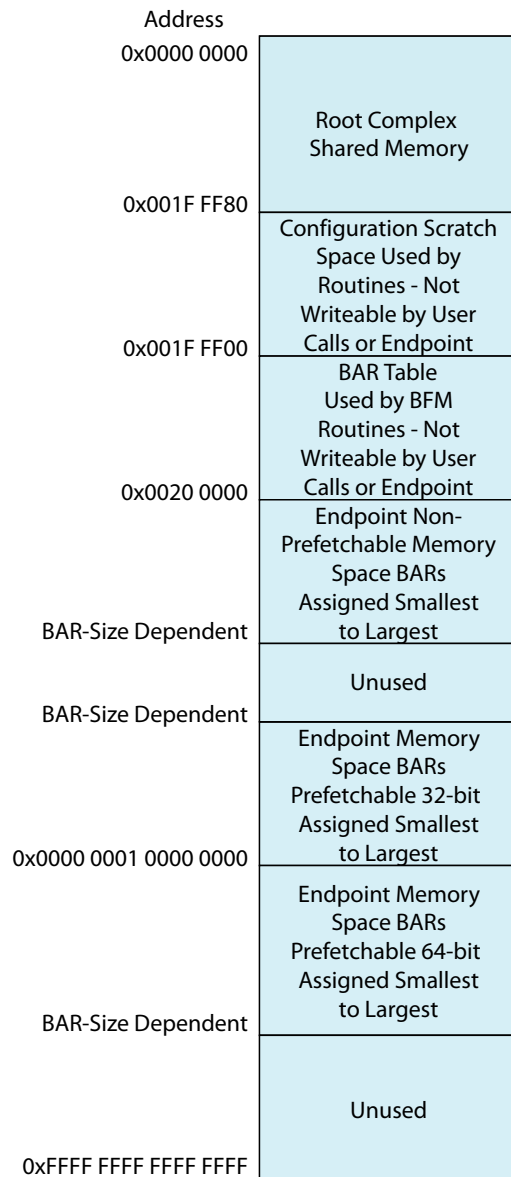 Address
0x0000 0000
Root Complex
Shared Memory
0x001F FF80
Configuration Scratch
Space Used by
Routines - Not
Writeable by User
Calls or Endpoint
0x001F FF00
BAR Table
Used by BFM
Routines - Not
Writeable by User
Calls or Endpoint
0x0020 0000
Endpoint Non-
Prefetchable Memory
Space BARs
Assigned Smallest
to Largest
BAR-Size Dependent
Unused
BAR-Size Dependent
Endpoint Memory
Space BARs
Prefetchable 32-bit
Assigned Smallest
to Largest
0x0000 0001 0000 0000
Endpoint Memory
Space BARs
Prefetchable 64-bit
Assigned Smallest
to Largest
BAR-Size Dependent
Unused
0xFFFF FFFF FFFF FFFF